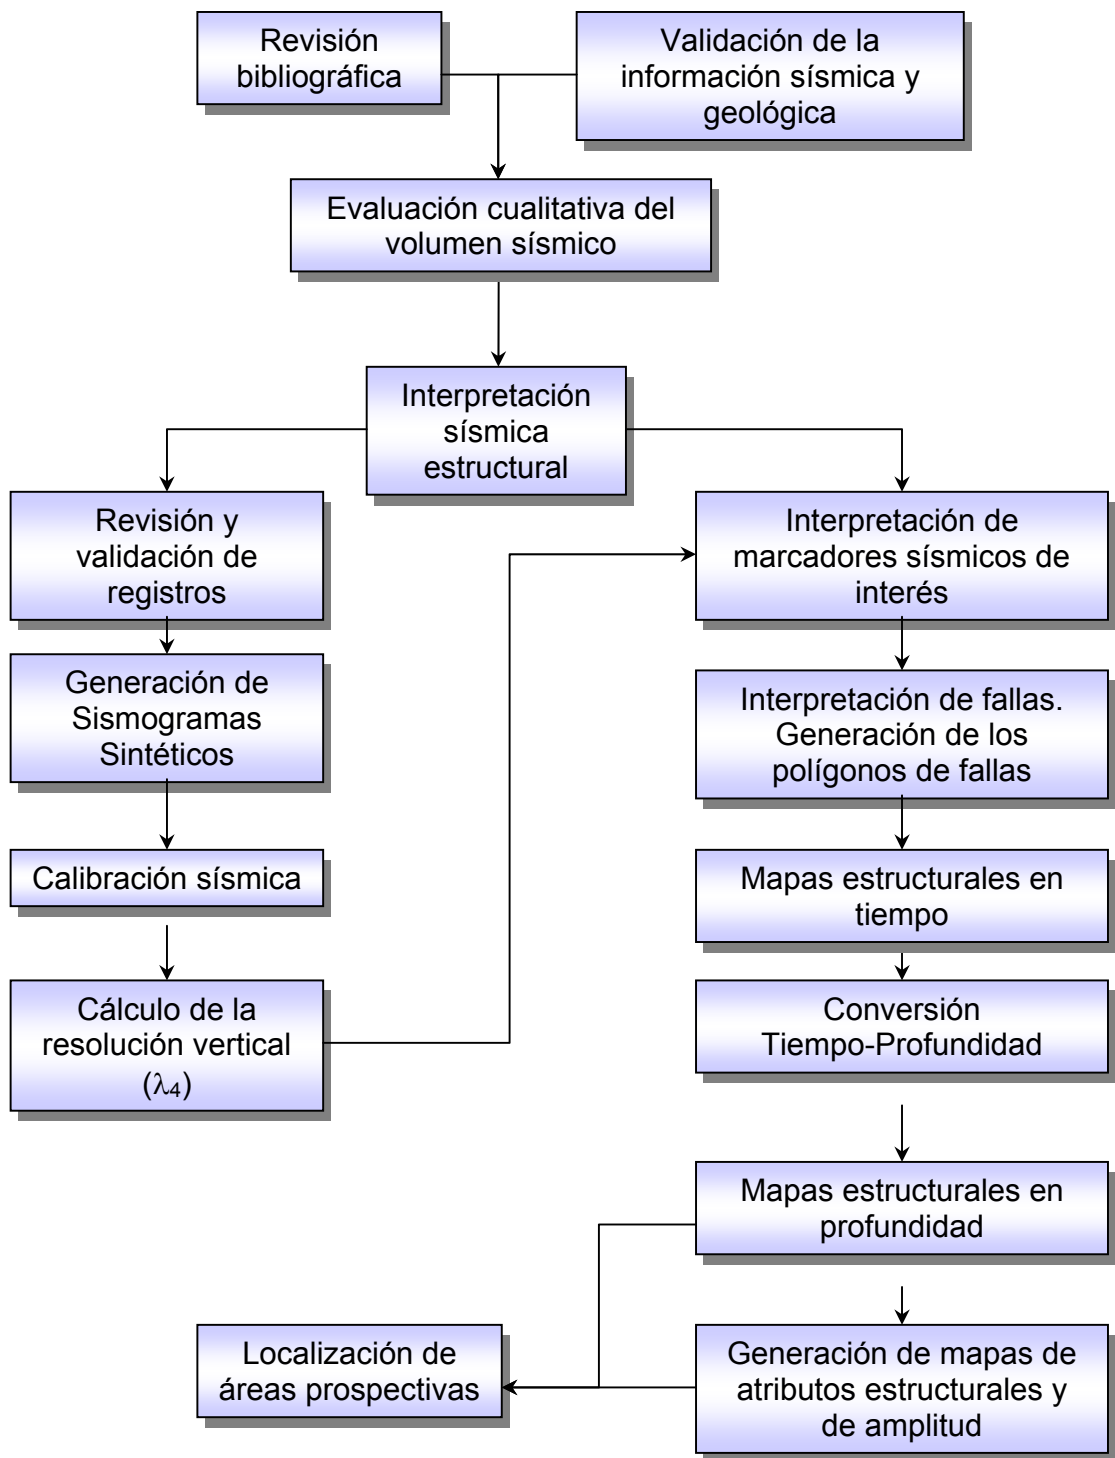 Revisión
bibliográfica
Validación de la
información sísmica y
geológica
Evaluación cualitativa del
volumen sísmico
Interpretación
sísmica
estructural
Revisión y
validación de
registros
Generación de
Sismogramas
Sintéticos
Calibración sísmica
Cálculo de la
resolución vertical
(λ₄)
Interpretación de
marcadores sísmicos de
interés
Interpretación de fallas.
Generación de los
polígonos de fallas
Mapas estructurales en
tiempo
Conversión
Tiempo-Profundidad
Mapas estructurales en
profundidad
Generación de mapas de
atributos estructurales y
de amplitud
Localización de
áreas prospectivas